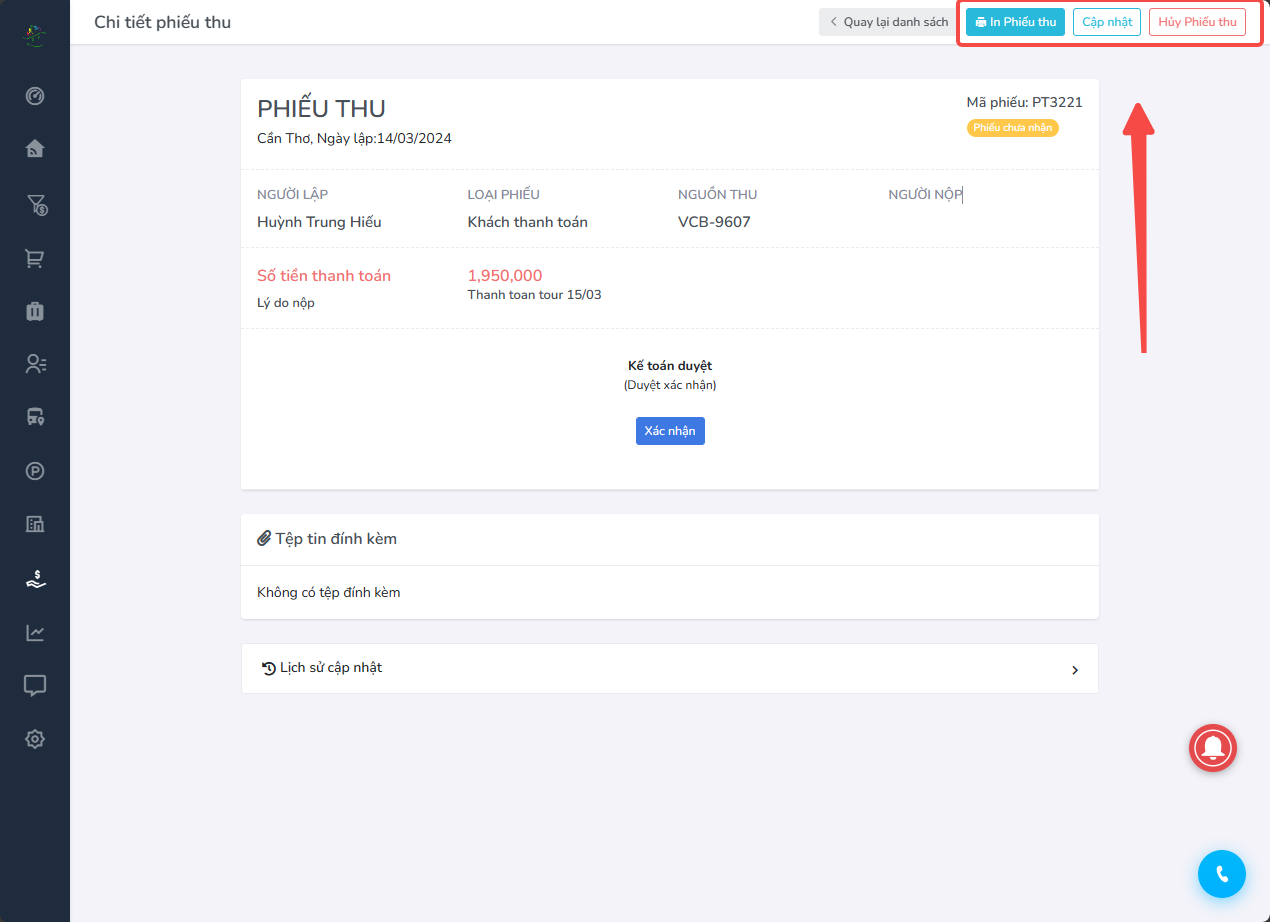 Chi tiết phiếu thu
Quay lại danh sách
In Phiếu thu
Cập nhật
Hủy Phiếu thu
PHIẾU THU
Cần Thơ, Ngày lập:14/03/2024
Mã phiếu: PT3221
Phiếu chưa nhận
NGƯỜI LẬP
Huỳnh Trung Hiếu
LOẠI PHIẾU
Khách thanh toán
NGUỒN THU
VCB-9607
NGƯỜI NỘP
Số tiền thanh toán
1,950,000
Lý do nộp
Thanh toan tour 15/03
Kế toán duyệt
(Duyệt xác nhận)
Xác nhận
Tệp tin đính kèm
Không có tệp đính kèm
Lịch sử cập nhật